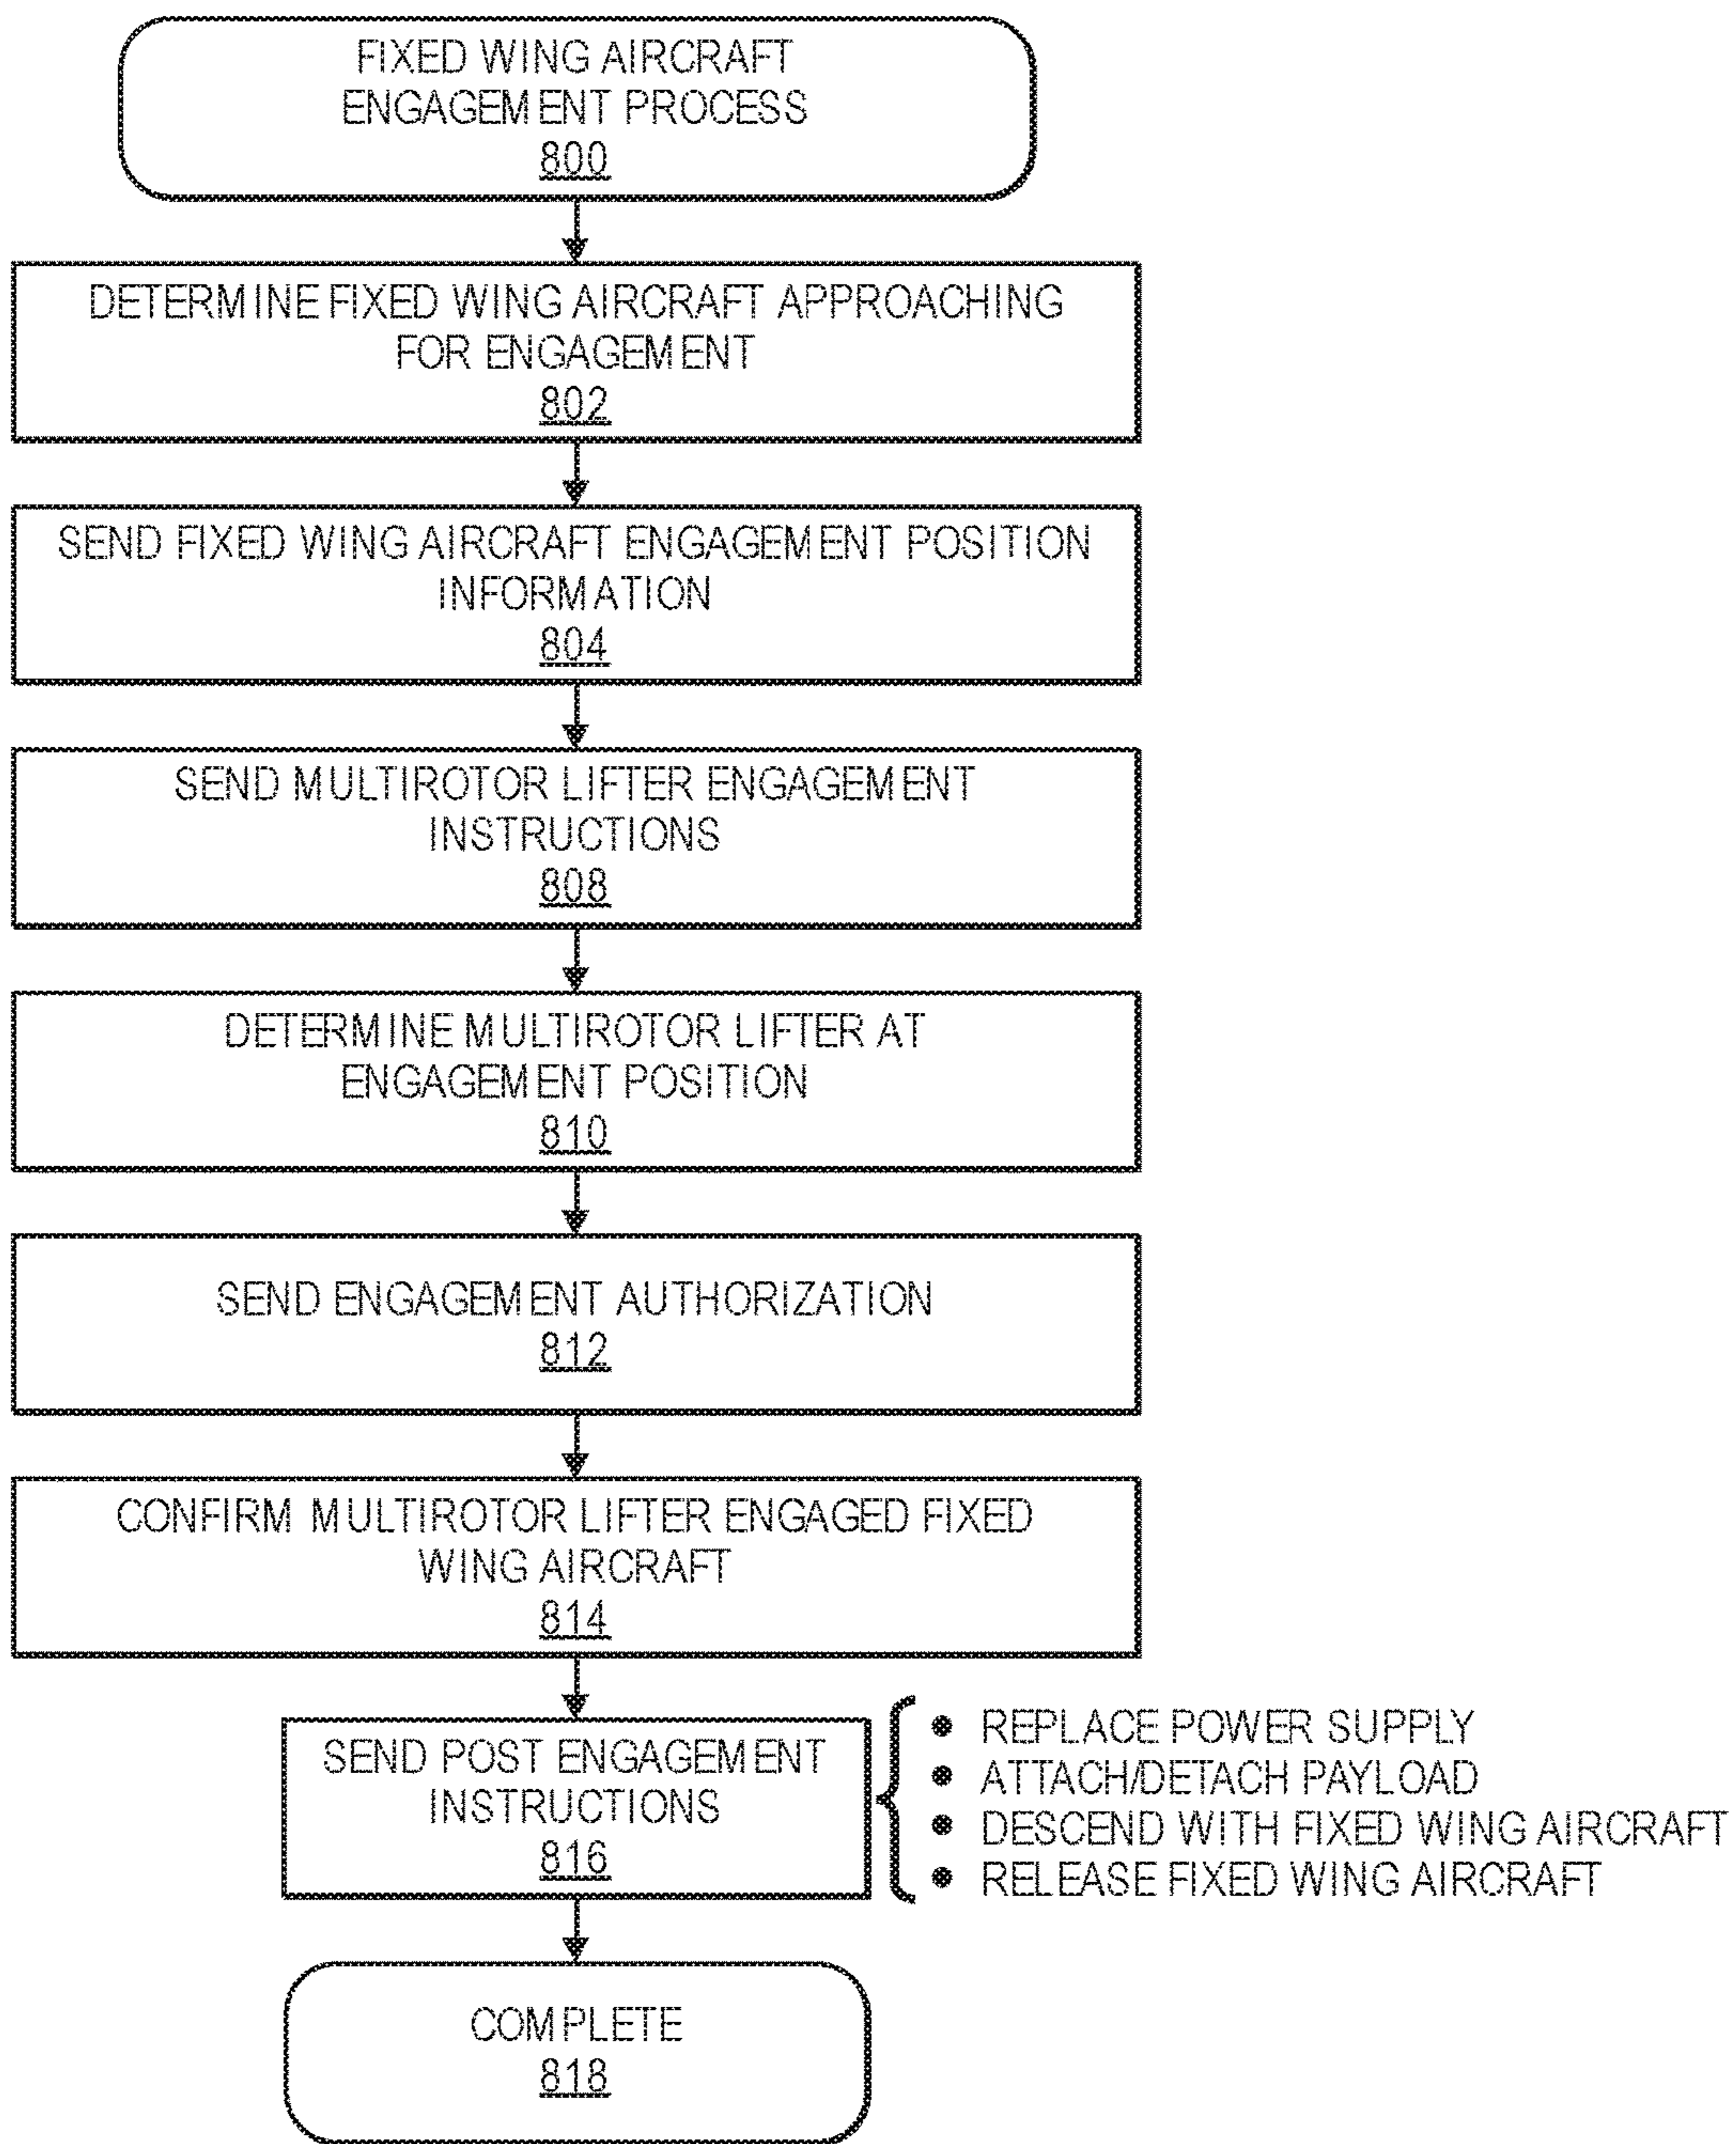 FIXED WING AIRCRAFT
ENGAGEMENT PROCESS
800
DETERMINE FIXED WING AIRCRAFT APPROACHING
FOR ENGAGEMENT
802
SEND FIXED WING AIRCRAFT ENGAGEMENT POSITION
INFORMATION
804
SEND MULTIROTOR LIFTER ENGAGEMENT
INSTRUCTIONS
808
DETERMINE MULTIROTOR LIFTER AT
ENGAGEMENT POSITION
810
SEND ENGAGEMENT AUTHORIZATION
812
CONFIRM MULTIROTOR LIFTER ENGAGED FIXED
WING AIRCRAFT
814
SEND POST ENGAGEMENT
INSTRUCTIONS
816
• REPLACE POWER SUPPLY
• ATTACH/DETACH PAYLOAD
• DESCEND WITH FIXED WING AIRCRAFT
• RELEASE FIXED WING AIRCRAFT
COMPLETE
818